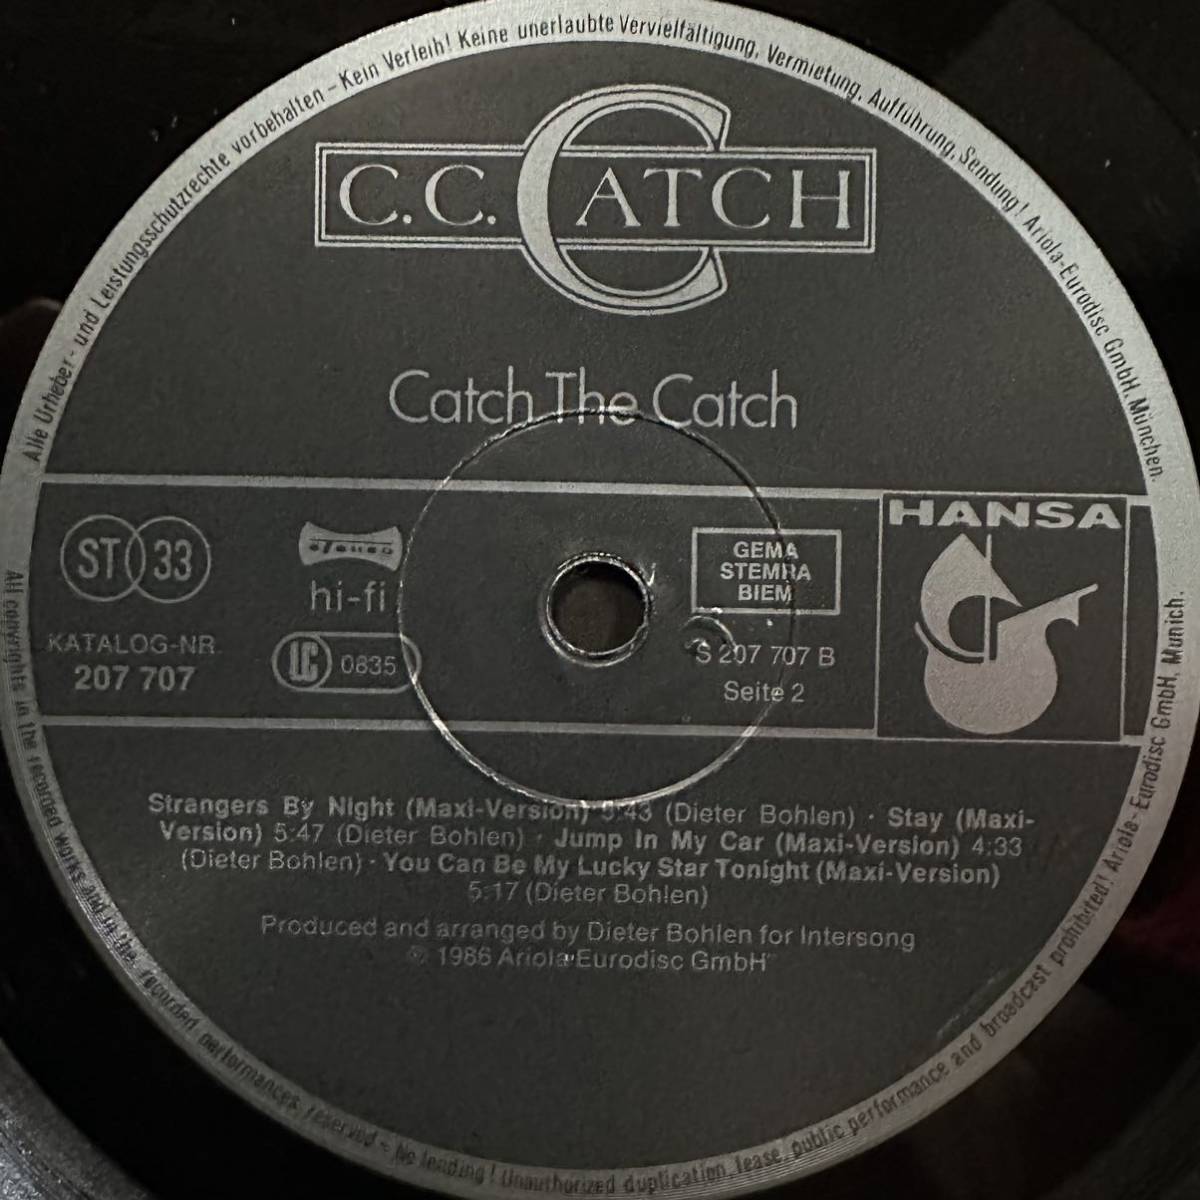 Alle Urheber- und Leistungsschutzrechte vorbehalten – Kein Verleih! Keine unerlaubte Vervielfältigung, Vermietung, Aufführung, Sendung! Ariola-Eurodisc GmbH, München.
C.C. CATCH
Catch The Catch
ST 33
stereo
hi-fi
KATALOG-NR.
207 707
LC 0835
GEMA
STEMRA
BIEM
S 207 707 B
Seite 2
HANSA
Strangers By Night (Maxi-Version) 5:43 (Dieter Bohlen) · Stay (Maxi-
Version) 5:47 (Dieter Bohlen) · Jump In My Car (Maxi-Version) 4:33
(Dieter Bohlen) · You Can Be My Lucky Star Tonight (Maxi-Version)
5:17 (Dieter Bohlen)
Produced and arranged by Dieter Bohlen for Intersong
℗ 1986 Ariola-Eurodisc GmbH
All copyrights in the recorded works and in the recorded performances reserved – No lending! Unauthorized duplication, lease, public performance and broadcast prohibited! Ariola-Eurodisc GmbH, Munich.